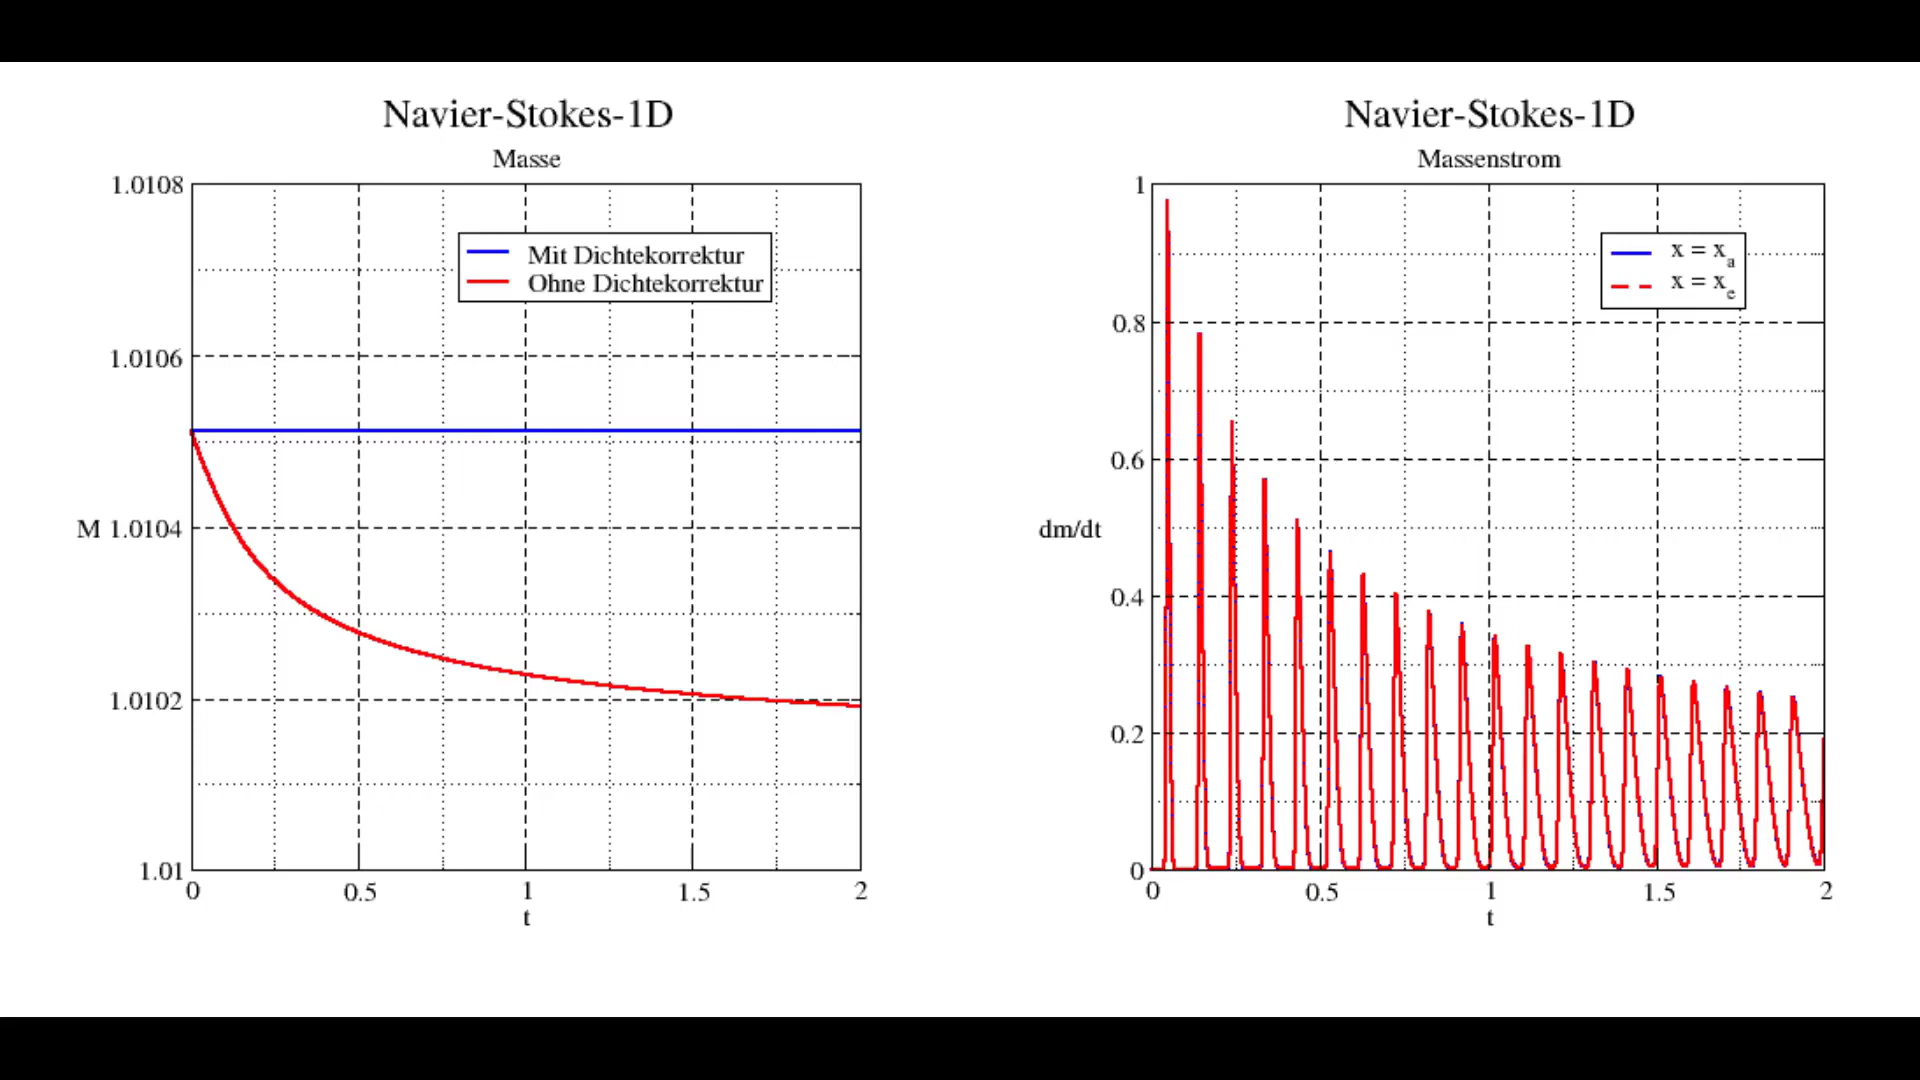 Navier-Stokes-1D
Masse
1.0108
Mit Dichtekorrektur
Ohne Dichtekorrektur
1.0106
M 1.0104
1.0102
1.01
0 0.5 1 1.5 2
t
Navier-Stokes-1D
Massenstrom
1
x = x_a
x = x_e
0.8
0.6
dm/dt
0.4
0.2
0
0 0.5 1 1.5 2
t